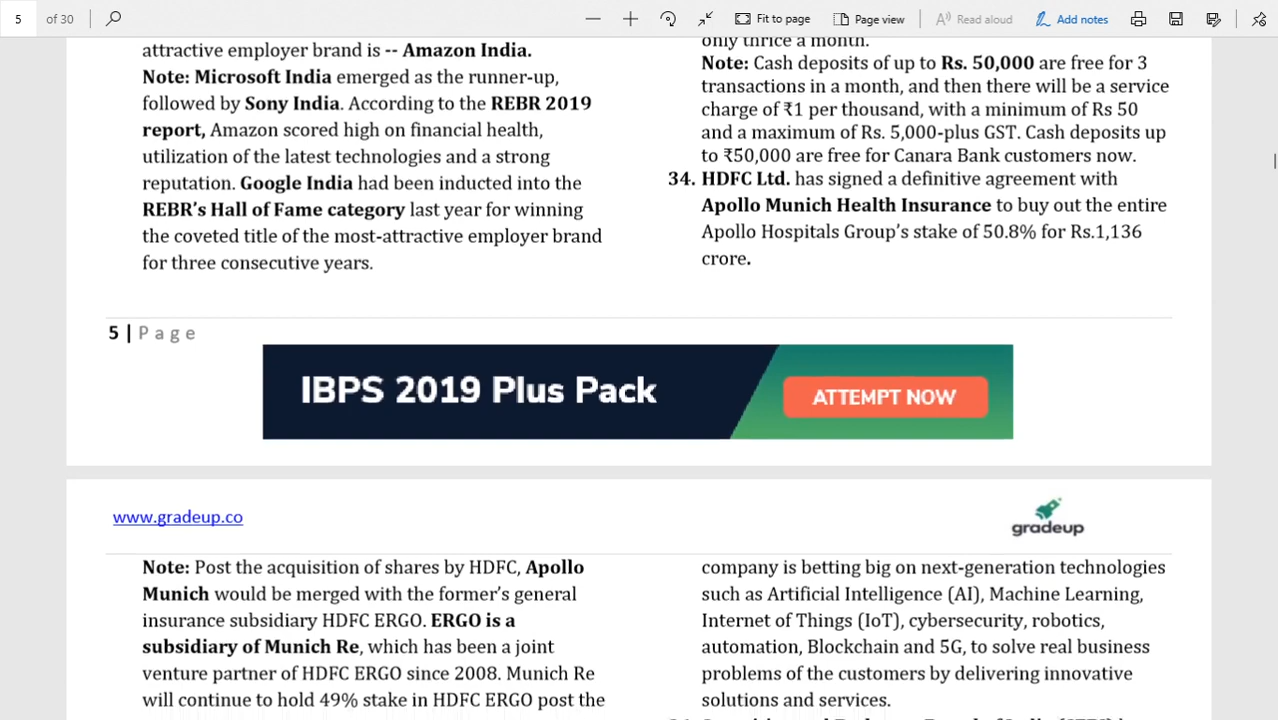 5
of 30
Fit to page
Page view
Read aloud
Add notes
attractive employer brand is -- Amazon India.
Note: Microsoft India emerged as the runner-up,
followed by Sony India. According to the REBR 2019
report, Amazon scored high on financial health,
utilization of the latest technologies and a strong
reputation. Google India had been inducted into the
REBR's Hall of Fame category last year for winning
the coveted title of the most-attractive employer brand
for three consecutive years.
only thrice a month.
Note: Cash deposits of up to Rs. 50,000 are free for 3
transactions in a month, and then there will be a service
charge of ₹1 per thousand, with a minimum of Rs 50
and a maximum of Rs. 5,000-plus GST. Cash deposits up
to ₹50,000 are free for Canara Bank customers now.
34. HDFC Ltd. has signed a definitive agreement with
Apollo Munich Health Insurance to buy out the entire
Apollo Hospitals Group's stake of 50.8% for Rs.1,136
crore.
5 | Page
IBPS 2019 Plus Pack
ATTEMPT NOW
www.gradeup.co
gradeup
Note: Post the acquisition of shares by HDFC, Apollo
Munich would be merged with the former's general
insurance subsidiary HDFC ERGO. ERGO is a
subsidiary of Munich Re, which has been a joint
venture partner of HDFC ERGO since 2008. Munich Re
will continue to hold 49% stake in HDFC ERGO post the
company is betting big on next-generation technologies
such as Artificial Intelligence (AI), Machine Learning,
Internet of Things (IoT), cybersecurity, robotics,
automation, Blockchain and 5G, to solve real business
problems of the customers by delivering innovative
solutions and services.